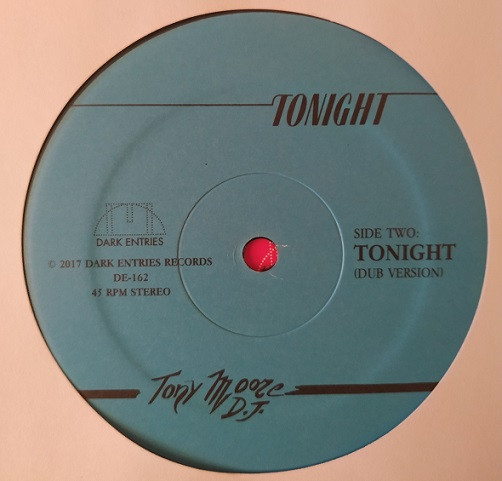 TONIGHT
DARK ENTRIES
© 2017 DARK ENTRIES RECORDS
DE-162
45 RPM STEREO
SIDE TWO:
TONIGHT
(DUB VERSION)
Tony Moore
D.J.